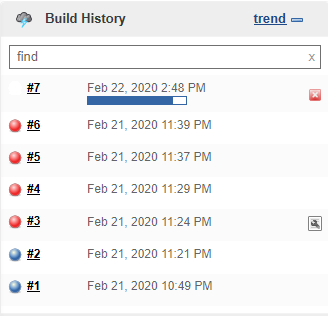 Build History trend
find x
#7 Feb 22, 2020 2:48 PM
#6 Feb 21, 2020 11:39 PM
#5 Feb 21, 2020 11:37 PM
#4 Feb 21, 2020 11:29 PM
#3 Feb 21, 2020 11:24 PM
#2 Feb 21, 2020 11:21 PM
#1 Feb 21, 2020 10:49 PM